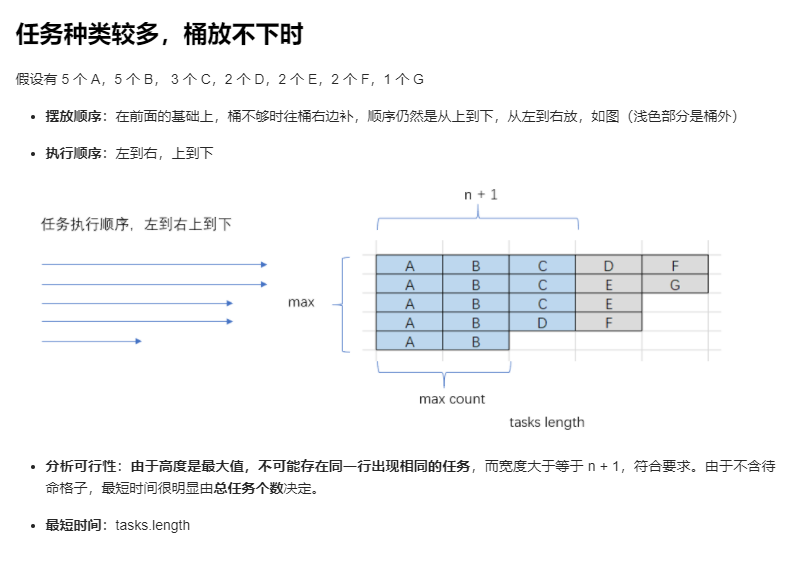 任务种类较多，桶放不下时
假设有 5 个 A，5 个 B， 3 个 C，2 个 D，2 个 E，2 个 F，1 个 G
• 摆放顺序：在前面的基础上，桶不够时往桶右边补，顺序仍然是从上到下，从左到右放，如图（浅色部分是桶外）
• 执行顺序：左到右，上到下
n + 1
任务执行顺序，左到右上到下
max
A B C D F
A B C E G
A B C E
A B D F
A B
max count
tasks length
• 分析可行性：由于高度是最大值，不可能存在同一行出现相同的任务，而宽度大于等于 n + 1，符合要求。由于不含待
命格子，最短时间很明显由总任务个数决定。
• 最短时间：tasks.length